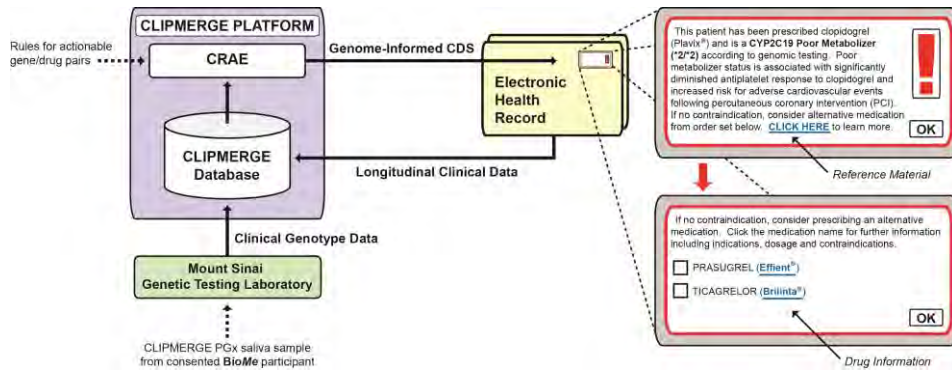 CLIPMERGE PLATFORM
Rules for actionable
gene/drug pairs
CRAE
Genome-Informed CDS
CLIPMERGE
Database
Electronic
Health
Record
Longitudinal Clinical Data
Clinical Genotype Data
Mount Sinai
Genetic Testing Laboratory
CLIPMERGE PGx saliva sample
from consented BioMe participant
This patient has been prescribed clopidogrel
(Plavix®) and is a CYP2C19 Poor Metabolizer
(*2/*2) according to genomic testing. Poor
metabolizer status is associated with significantly
diminished antiplatelet response to clopidogrel and
increased risk for adverse cardiovascular events
following percutaneous coronary intervention (PCI).
If no contraindication, consider alternative medication
from order set below. CLICK HERE to learn more.
!
OK
Reference Material
If no contraindication, consider prescribing an alternative
medication. Click the medication name for further information
including indications, dosage and contraindications.
PRASUGREL (Effient®)
TICAGRELOR (Brilinta®)
OK
Drug Information